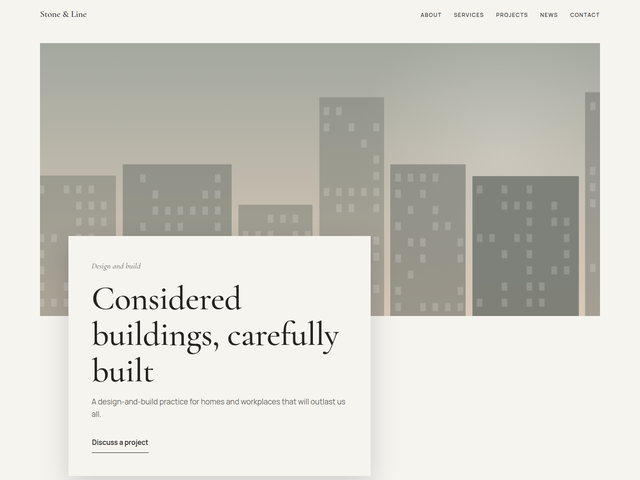 Stone & Line
ABOUT SERVICES PROJECTS NEWS CONTACT
Design and build
Considered
buildings, carefully
built
A design-and-build practice for homes and workplaces that will outlast us
all.
Discuss a project